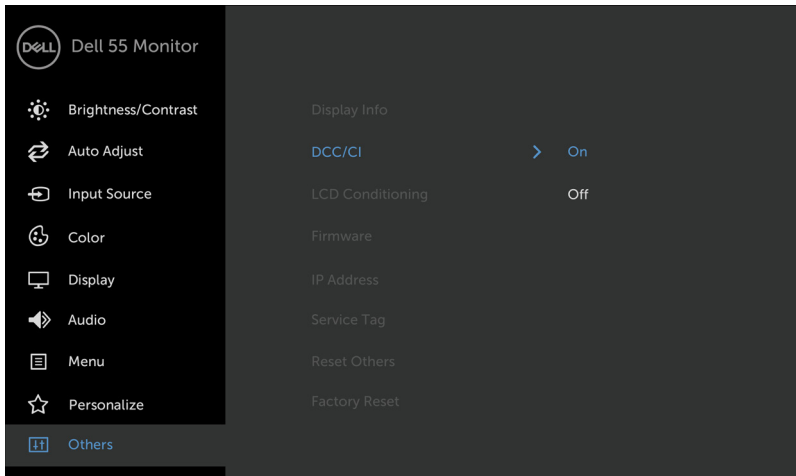 DELL
Dell 55 Monitor
Brightness/Contrast
Auto Adjust
Input Source
Color
Display
Audio
Menu
Personalize
Others
Display Info
DCC/CI
On
LCD Conditioning
Off
Firmware
IP Address
Service Tag
Reset Others
Factory Reset